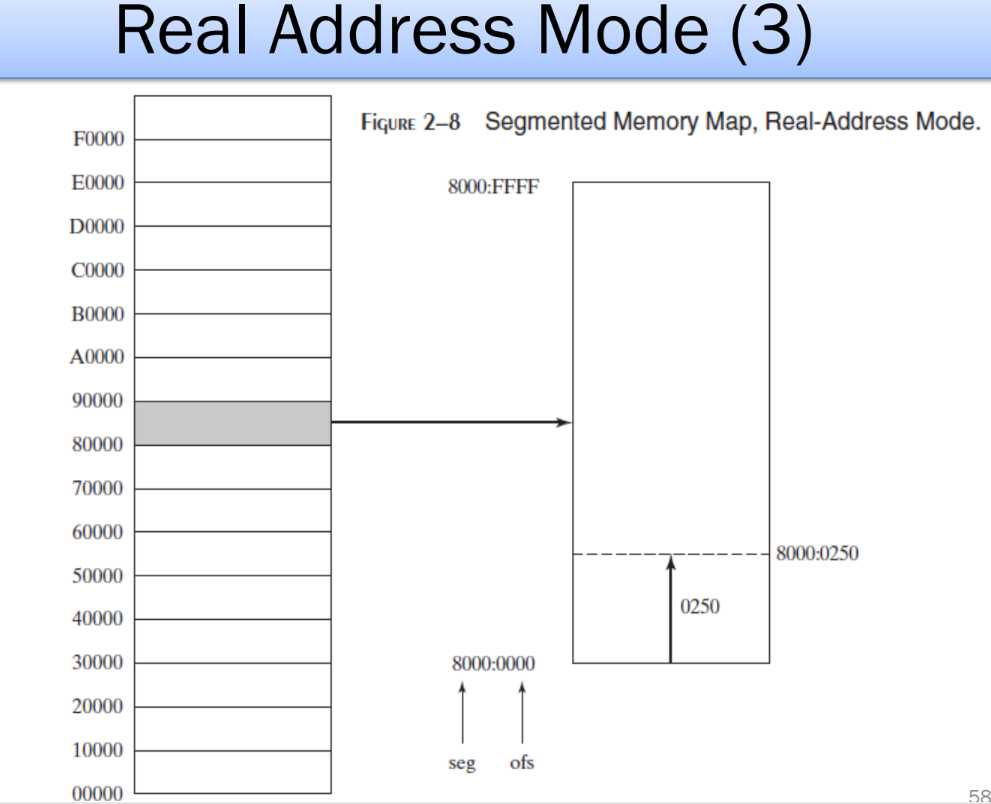 Real Address Mode (3)
FIGURE 2–8 Segmented Memory Map, Real-Address Mode.
F0000
E0000
D0000
C0000
B0000
A0000
90000
80000
70000
60000
50000
40000
30000
20000
10000
00000
8000:FFFF
8000:0250
0250
8000:0000
seg ofs
58